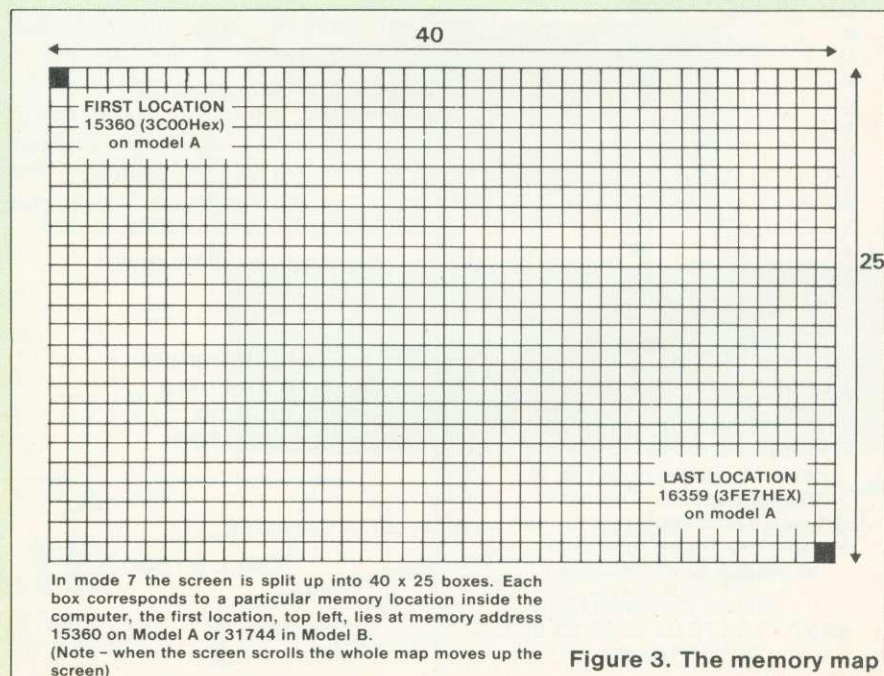 40
FIRST LOCATION
15360 (3C00Hex)
on model A
25
LAST LOCATION
16359 (3FE7HEX)
on model A
In mode 7 the screen is split up into 40 x 25 boxes. Each
box corresponds to a particular memory location inside the
computer, the first location, top left, lies at memory address
15360 on Model A or 31744 in Model B.
(Note – when the screen scrolls the whole map moves up the
screen)
Figure 3. The memory map